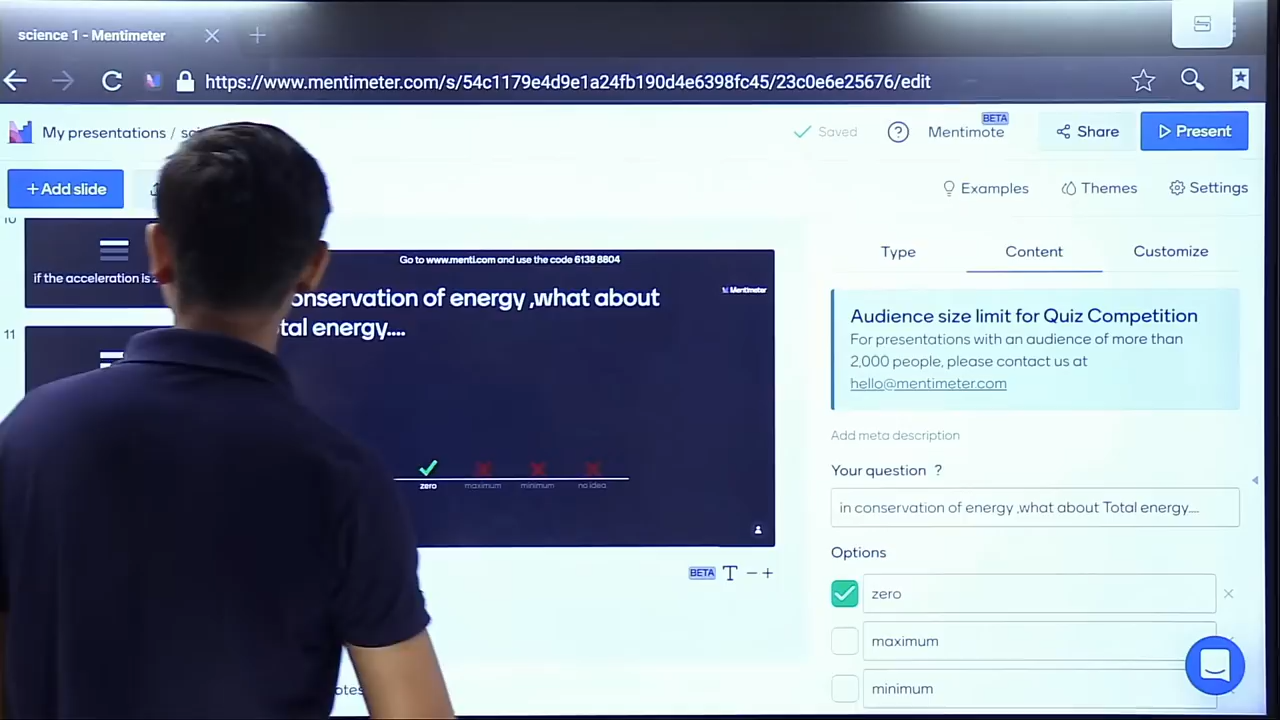 science 1 - Mentimeter
https://www.mentimeter.com/s/54c1179e4d9e1a24fb190d4e6398fc45/23c0e6e25676/edit
My presentations /
Saved
Mentimote
BETA
Share
Present
+ Add slide
Examples
Themes
Settings
10
if the acceleration is
11
Go to www.menti.com and use the code 6138 8804
Mentimeter
onservation of energy ,what about
tal energy....
zero
maximum
minimum
no idea
BETA
Type
Content
Customize
Audience size limit for Quiz Competition
For presentations with an audience of more than
2,000 people, please contact us at
hello@mentimeter.com
Add meta description
Your question ?
in conservation of energy ,what about Total energy....
Options
zero
maximum
minimum